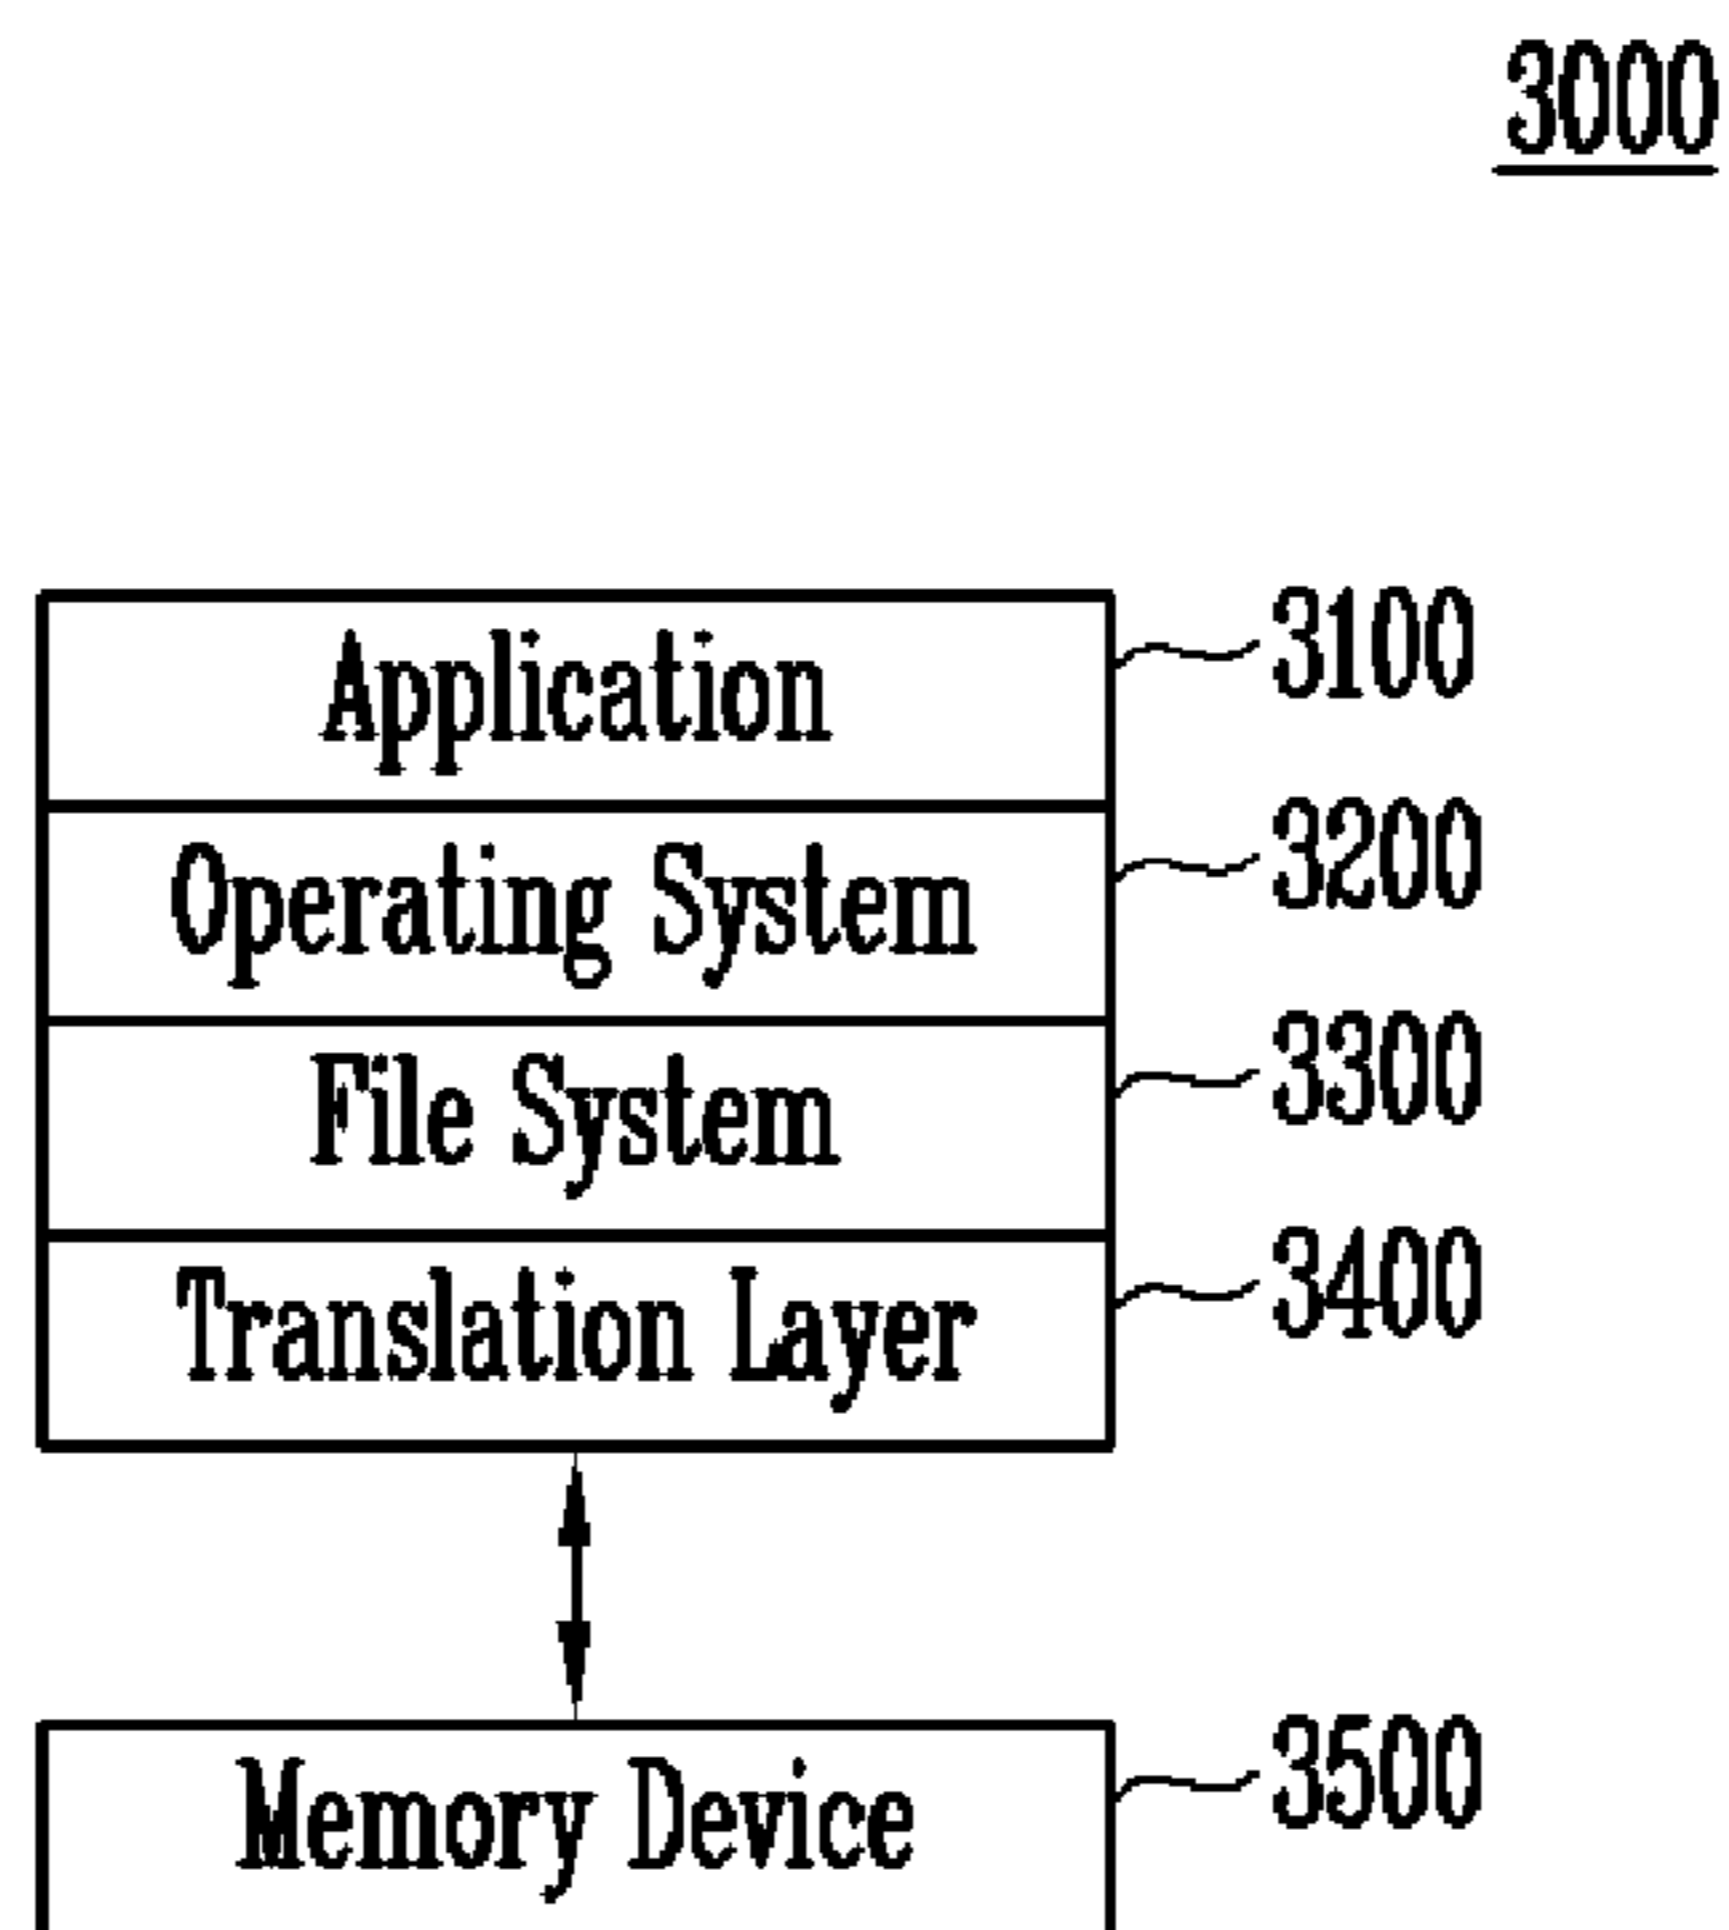 3000
Application 3100
Operating System 3200
File System 3300
Translation Layer 3400
Memory Device 3500